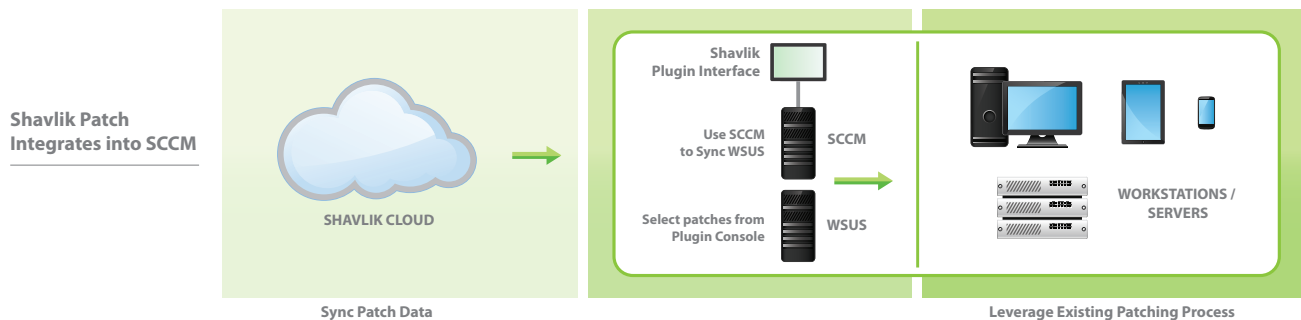 Shavlik Patch
Integrates into SCCM
SHAVLIK CLOUD
Sync Patch Data
Shavlik
Plugin Interface
Use SCCM
to Sync WSUS
SCCM
Select patches from
Plugin Console
WSUS
WORKSTATIONS /
SERVERS
Leverage Existing Patching Process